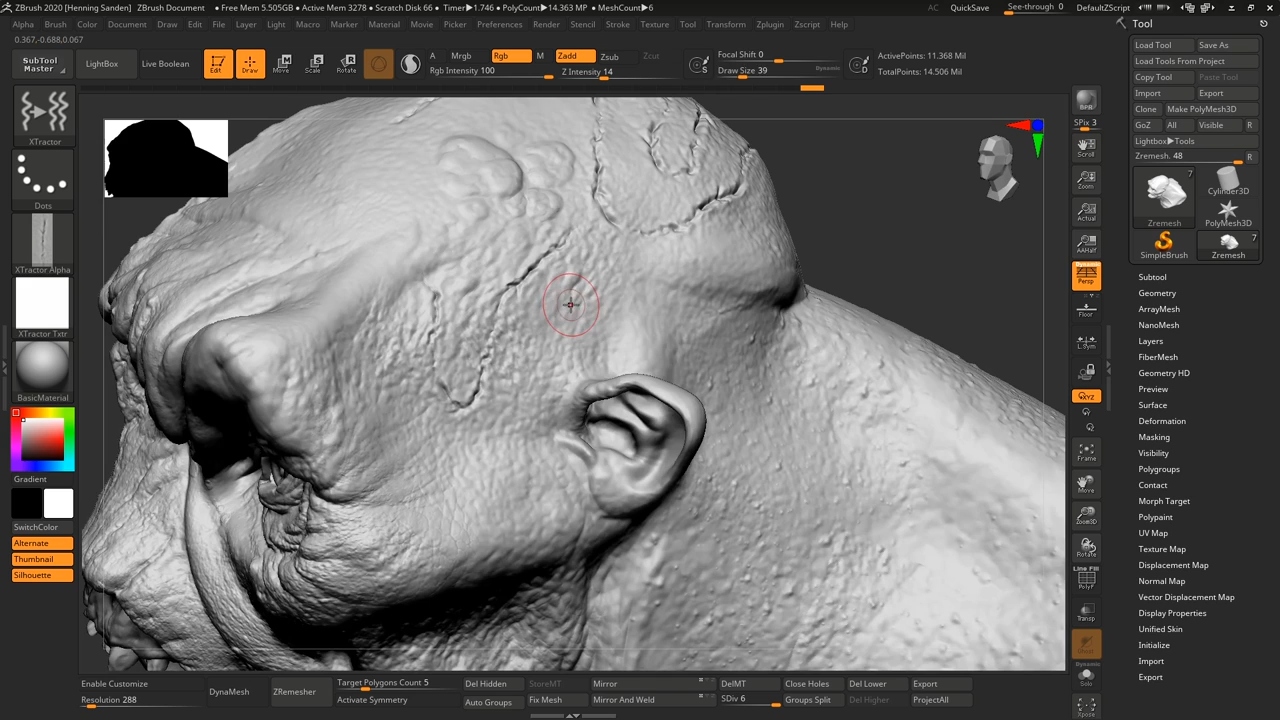 ZBrush 2020 [Henning Sanden] ZBrush Document • Free Mem 5.505GB • Active Mem 3278 • Scratch Disk 66 • Timer▶1.746 • PolyCount▶14.363 MP • MeshCount▶6 AC QuickSave See-through 0 DefaultZScript
Alpha Brush Color Document Draw Edit File Layer Light Macro Marker Material Movie Picker Preferences Render Stencil Stroke Texture Tool Transform Zplugin Zscript Help
0.367,-0.688,0.067
SubTool Master
LightBox
Live Boolean
Edit
Draw
Move
Scale
Rotate
A Mrgb Rgb M Zadd Zsub Zcut
Rgb Intensity 100 Z Intensity 14
S
Focal Shift 0
Draw Size 39 Dynamic
D
ActivePoints: 11.368 Mil
TotalPoints: 14.506 Mil
XTractor
Dots
XTractor Alpha
XTractor Txtr
BasicMaterial
Gradient
SwitchColor
Alternate
Thumbnail
Silhouette
BPR
SPix 3
Scroll
Zoom
Actual
AAHalf
Dynamic
Persp
Floor
L.Sym
XYZ
Frame
Move
Zoom3D
Rotate
Line Fill
PolyF
Transp
Ghost
Dynamic
Solo
Xpose
Tool
Load Tool Save As
Load Tools From Project
Copy Tool Paste Tool
Import Export
Clone Make PolyMesh3D
GoZ All Visible R
Lightbox▶Tools
Zremesh. 48 R
7
Zremesh
Cylinder3D
PolyMesh3D
SimpleBrush
7
Zremesh
Subtool
Geometry
ArrayMesh
NanoMesh
Layers
FiberMesh
Geometry HD
Preview
Surface
Deformation
Masking
Visibility
Polygroups
Contact
Morph Target
Polypaint
UV Map
Texture Map
Displacement Map
Normal Map
Vector Displacement Map
Display Properties
Unified Skin
Initialize
Import
Export
Enable Customize
Resolution 288
DynaMesh
ZRemesher
Target Polygons Count 5
Activate Symmetry
Del Hidden
Auto Groups
StoreMT
Fix Mesh
Mirror
Mirror And Weld
DelMT
SDiv 6
Close Holes
Groups Split
Del Lower
Del Higher
Export
ProjectAll